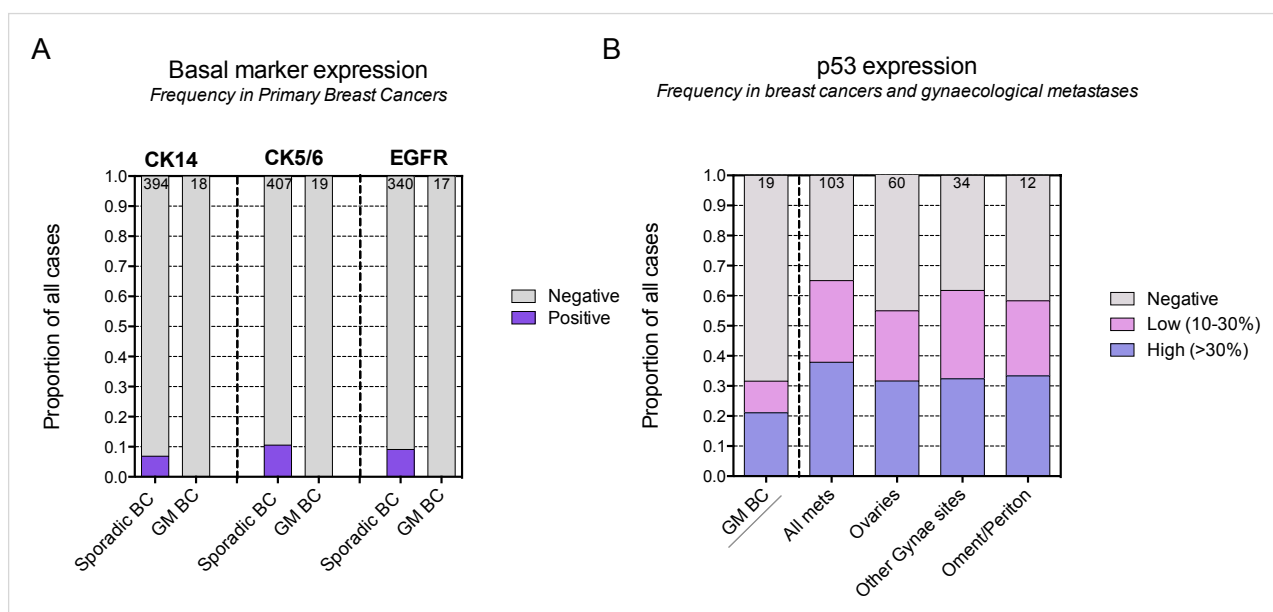 A
Basal marker expression
Frequency in Primary Breast Cancers
CK14 CK5/6 EGFR
394 18 407 19 340 17
1.0
0.9
0.8
0.7
0.6
0.5
0.4
0.3
0.2
0.1
0.0
Proportion of all cases
Sporadic BC
GM BC
Sporadic BC
GM BC
Sporadic BC
GM BC
Negative
Positive
B
p53 expression
Frequency in breast cancers and gynaecological metastases
19 103 60 34 12
1.0
0.9
0.8
0.7
0.6
0.5
0.4
0.3
0.2
0.1
0.0
Proportion of all cases
GM BC
All mets
Ovaries
Other Gynae sites
Oment/Periton
Negative
Low (10-30%)
High (>30%)